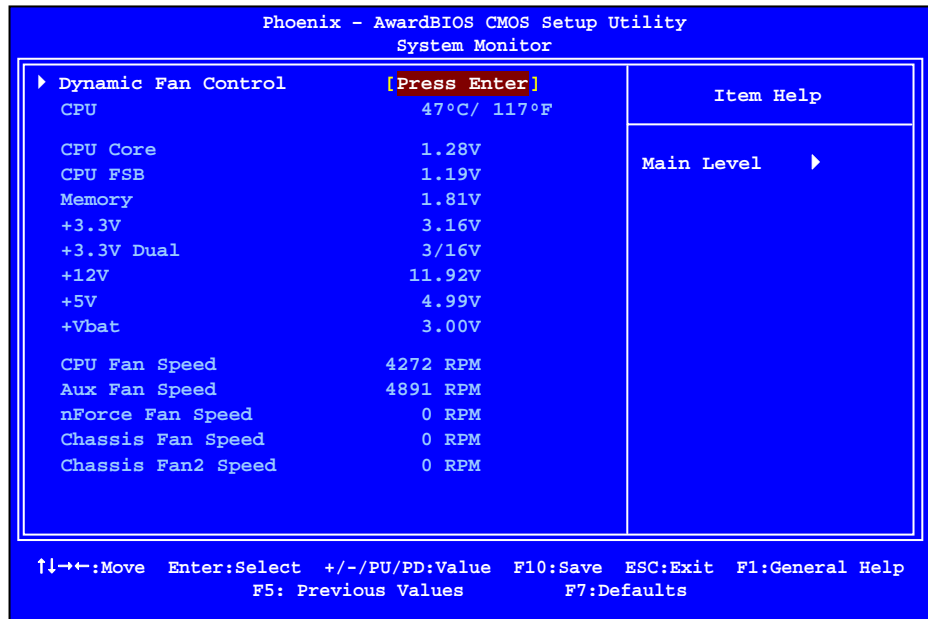 Phoenix – AwardBIOS CMOS Setup Utility
System Monitor
Dynamic Fan Control [Press Enter]
CPU 47°C/ 117°F
CPU Core 1.28V
CPU FSB 1.19V
Memory 1.81V
+3.3V 3.16V
+3.3V Dual 3/16V
+12V 11.92V
+5V 4.99V
+Vbat 3.00V
CPU Fan Speed 4272 RPM
Aux Fan Speed 4891 RPM
nForce Fan Speed 0 RPM
Chassis Fan Speed 0 RPM
Chassis Fan2 Speed 0 RPM
Item Help
Main Level
↑↓→←:Move Enter:Select +/-/PU/PD:Value F10:Save ESC:Exit F1:General Help
F5: Previous Values F7:Defaults